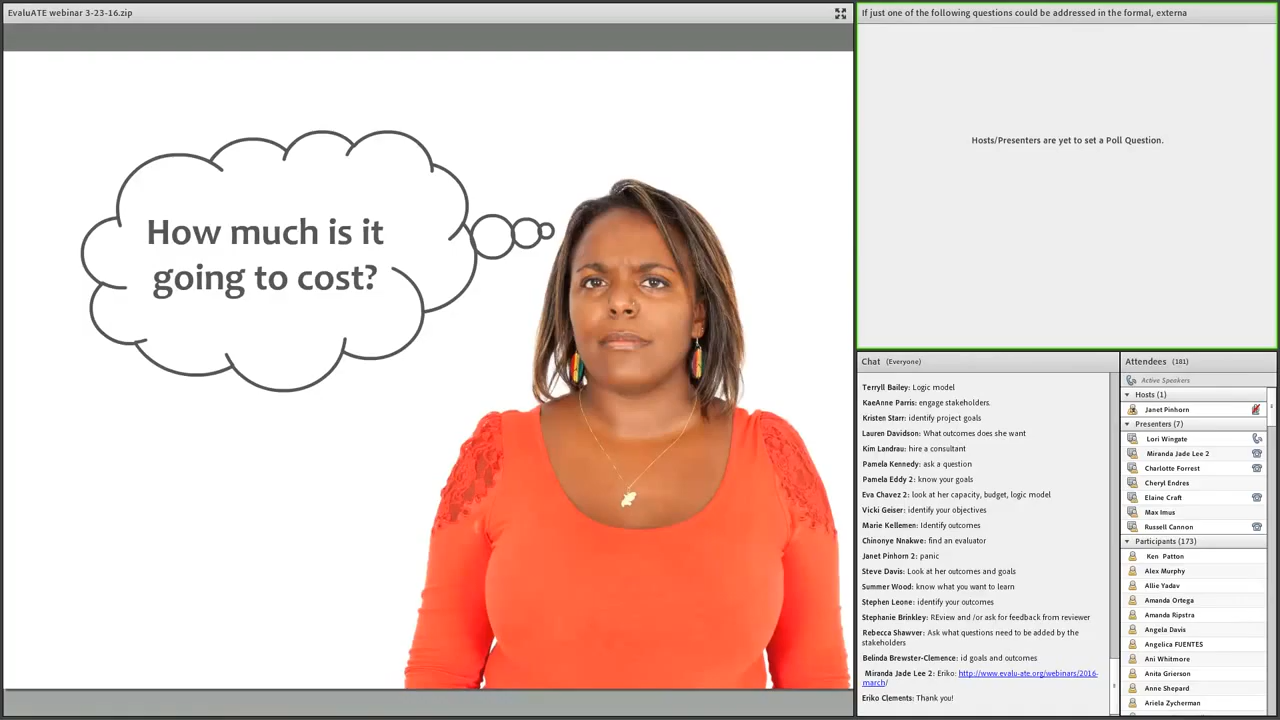 EvaluATE webinar 3-23-16.zip
How much is it
going to cost?
If just one of the following questions could be addressed in the formal, externa
Hosts/Presenters are yet to set a Poll Question.
Chat (Everyone)
Terryll Bailey: Logic model
KaeAnne Parris: engage stakeholders.
Kristen Starr: identify project goals
Lauren Davidson: What outcomes does she want
Kim Landrau: hire a consultant
Pamela Kennedy: ask a question
Pamela Eddy 2: know your goals
Eva Chavez 2: look at her capacity, budget, logic model
Vicki Geiser: identify your objectives
Marie Kellemen: Identify outcomes
Chinonye Nnakwe: find an evaluator
Janet Pinhorn 2: panic
Steve Davis: Look at her outcomes and goals
Summer Wood: know what you want to learn
Stephen Leone: identify your outcomes
Stephanie Brinkley: REview and /or ask for feedback from reviewer
Rebecca Shawver: Ask what questions need to be added by the
stakeholders
Belinda Brewster-Clemence: id goals and outcomes
Miranda Jade Lee 2: Eriko: http://www.evalu-ate.org/webinars/2016-
march/
Eriko Clements: Thank you!
Attendees (181)
Active Speakers
Hosts (1)
Janet Pinhorn
Presenters (7)
Lori Wingate
Miranda Jade Lee 2
Charlotte Forrest
Cheryl Endres
Elaine Craft
Max Imus
Russell Cannon
Participants (173)
Ken Patton
Alex Murphy
Allie Yadav
Amanda Ortega
Amanda Ripstra
Angela Davis
Angelica FUENTES
Ani Whitmore
Anita Grierson
Anne Shepard
Ariela Zycherman